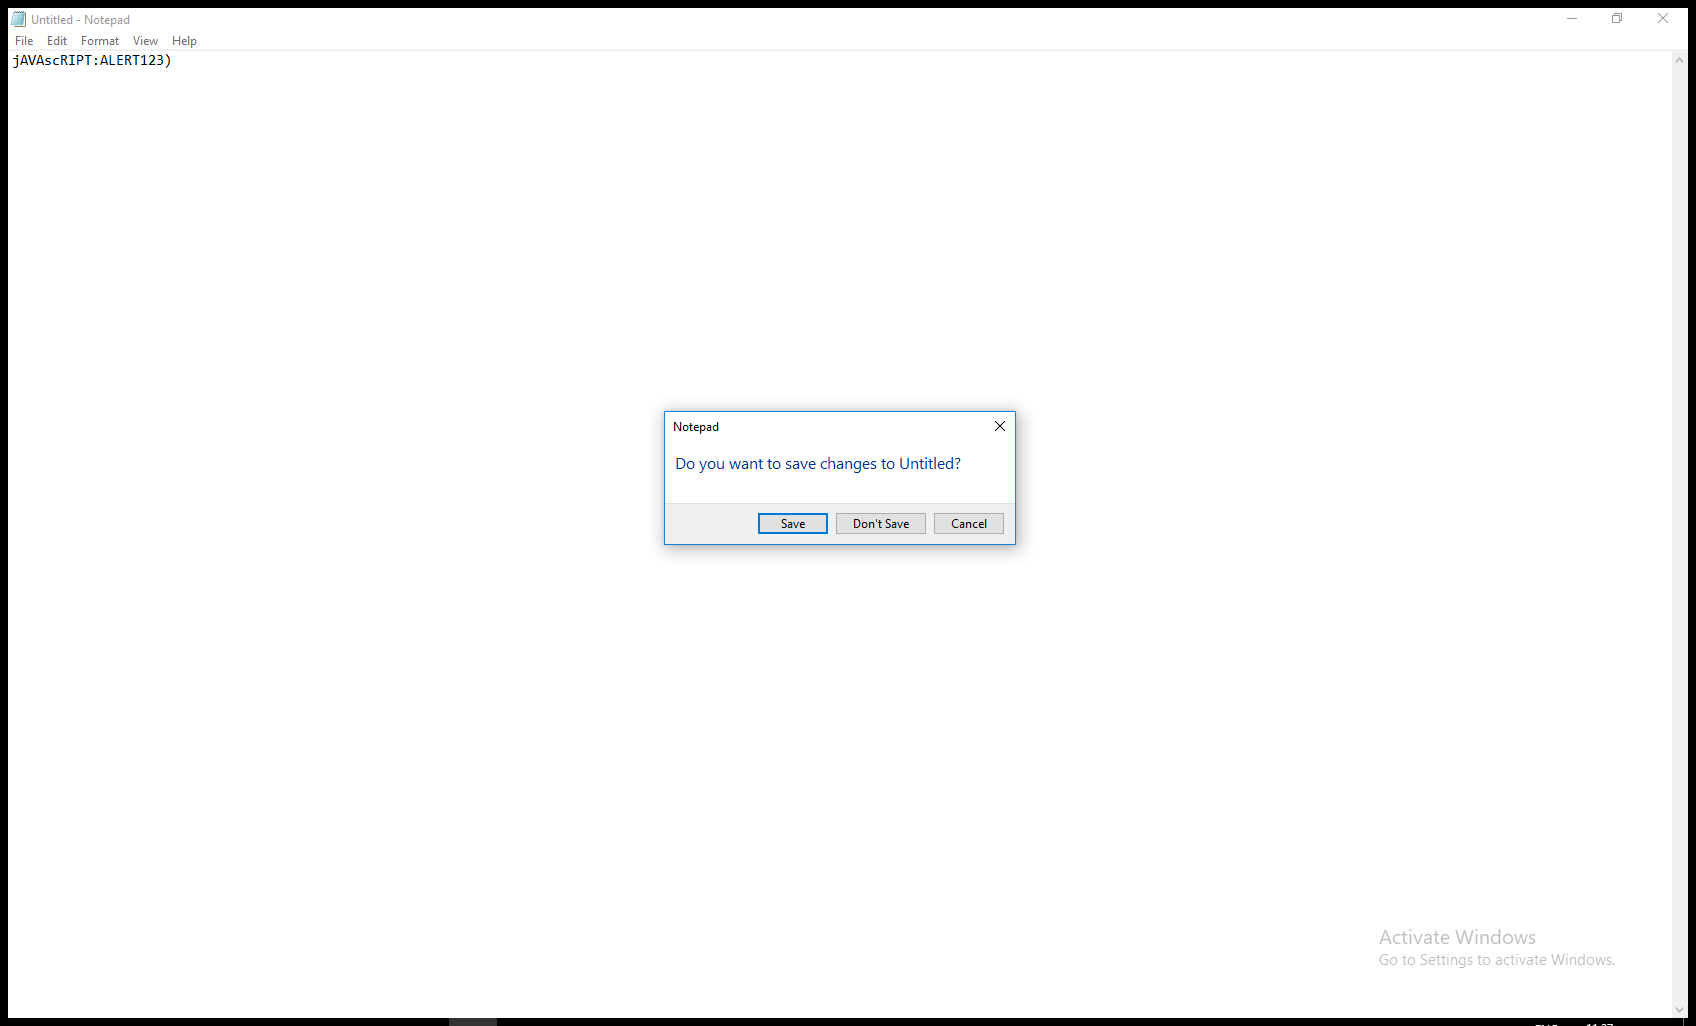 Untitled - Notepad
File Edit Format View Help
jAVAscRIPT:ALERT123)
Notepad
Do you want to save changes to Untitled?
Save Don't Save Cancel
Activate Windows
Go to Settings to activate Windows.